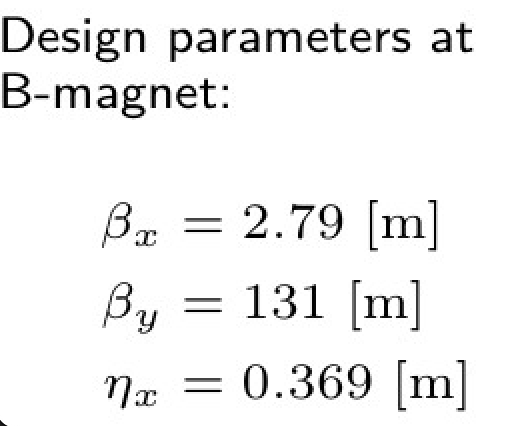 Design parameters at
B-magnet:
βx = 2.79 [m]
βy = 131 [m]
ηx = 0.369 [m]